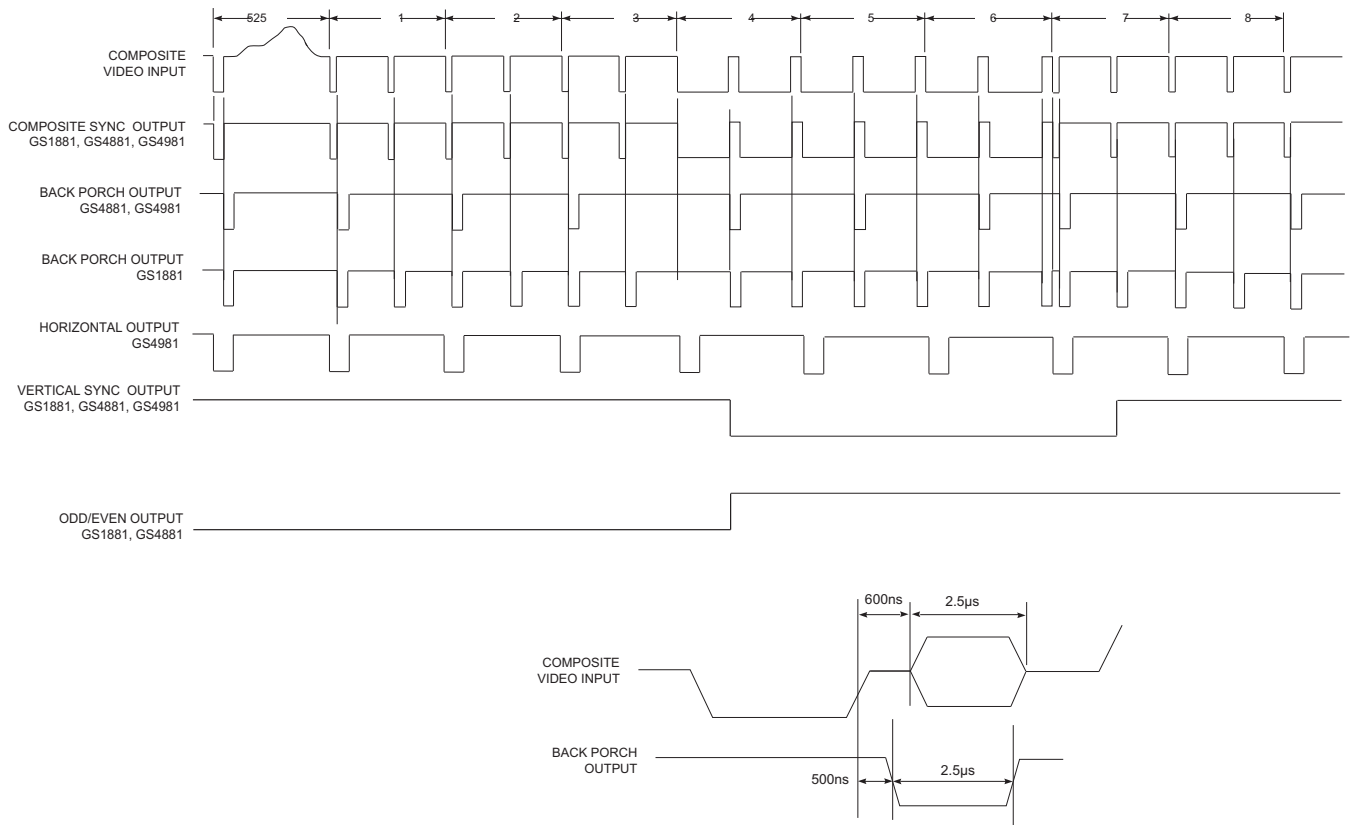 525 1 2 3 4 5 6 7 8
COMPOSITE
VIDEO INPUT
COMPOSITE SYNC OUTPUT
GS1881, GS4881, GS4981
BACK PORCH OUTPUT
GS4881, GS4981
BACK PORCH OUTPUT
GS1881
HORIZONTAL OUTPUT
GS4981
VERTICAL SYNC OUTPUT
GS1881, GS4881, GS4981
ODD/EVEN OUTPUT
GS1881, GS4881
600ns 2.5µs
COMPOSITE
VIDEO INPUT
BACK PORCH
OUTPUT
500ns 2.5µs